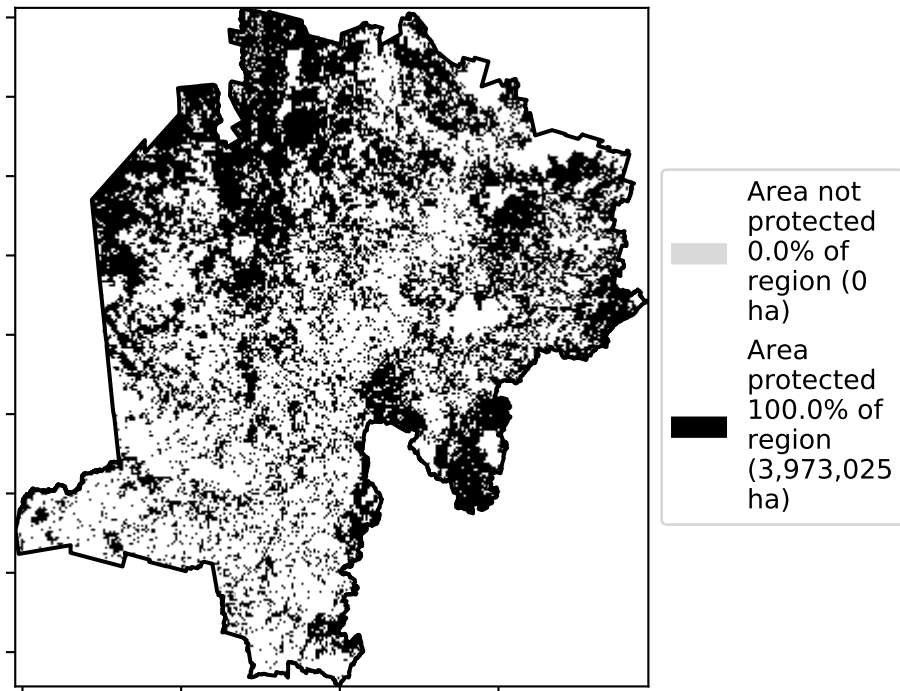 Area not
protected
0.0% of
region (0
ha)
Area
protected
100.0% of
region
(3,973,025
ha)